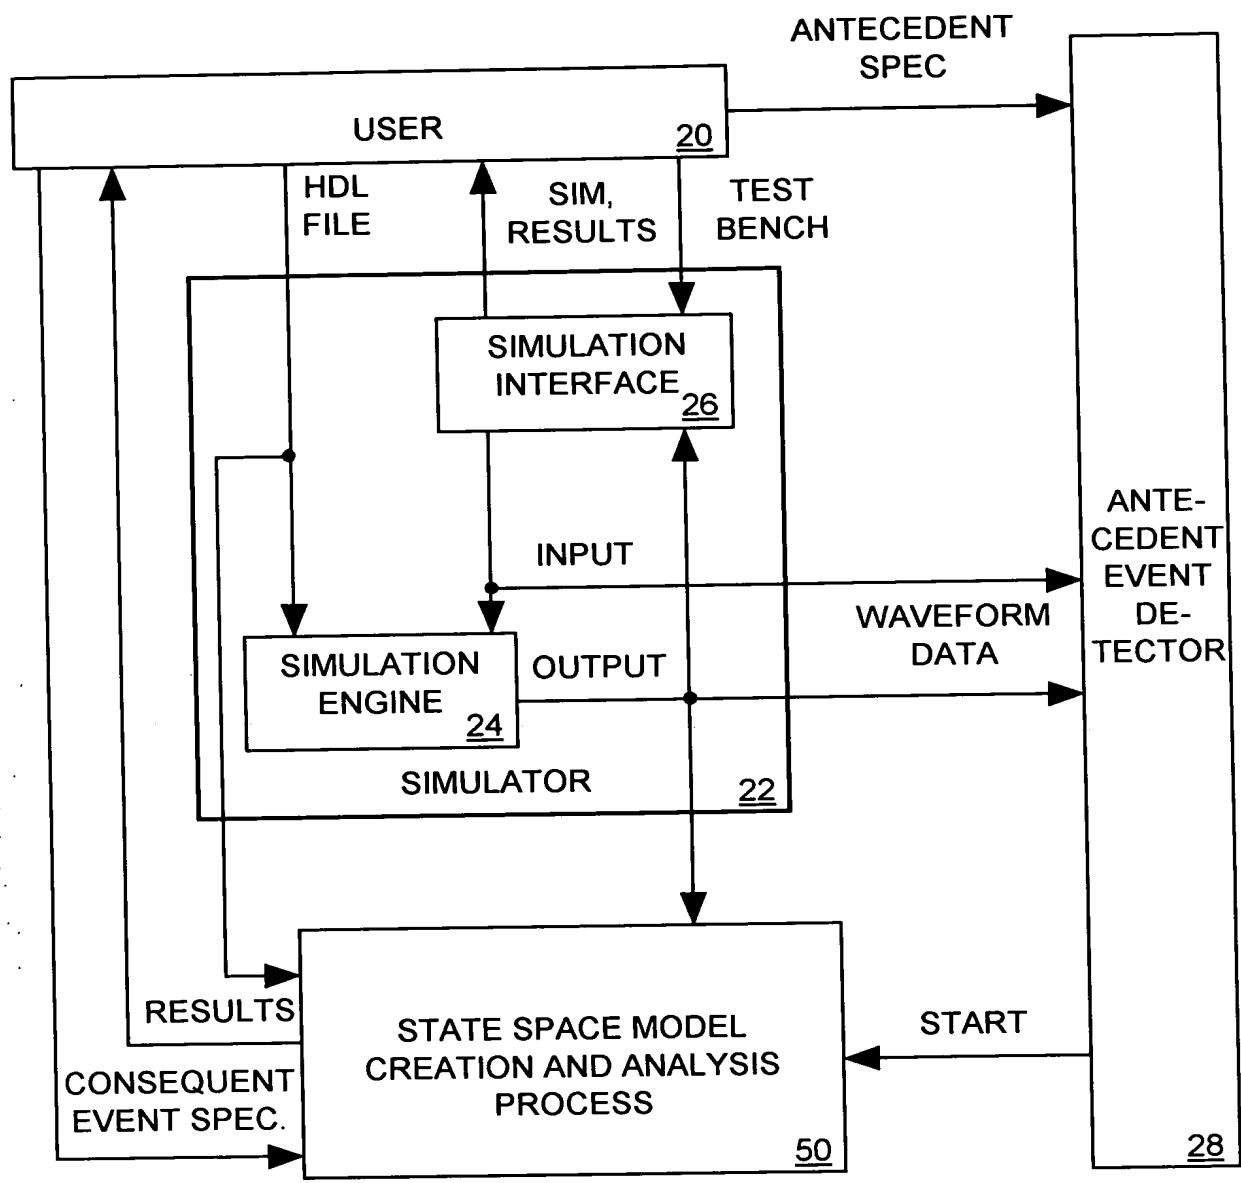 ANTECEDENT
SPEC
USER
20
HDL
FILE
SIM,
RESULTS
TEST
BENCH
SIMULATION
INTERFACE
26
INPUT
ANTE-
CEDENT
EVENT
DE-
TECTOR
WAVEFORM
DATA
SIMULATION
ENGINE
24
OUTPUT
SIMULATOR
22
RESULTS
START
STATE SPACE MODEL
CREATION AND ANALYSIS
PROCESS
CONSEQUENT
EVENT SPEC.
50
28